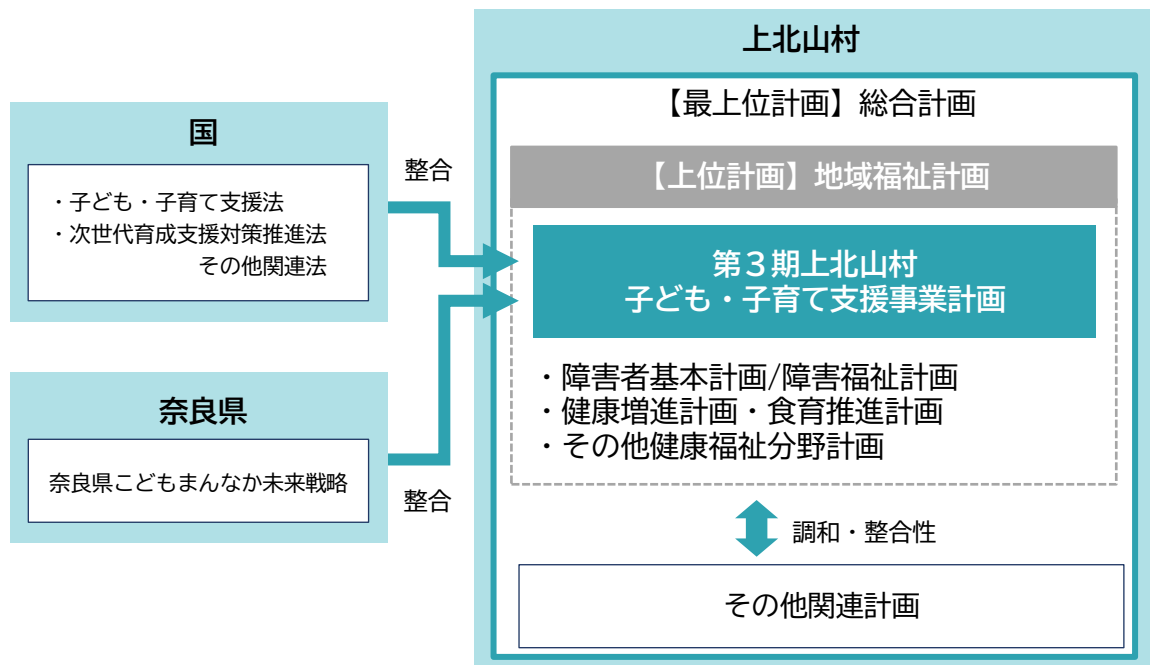 国
・子ども・子育て支援法
・次世代育成支援対策推進法
その他関連法
整合
奈良県
奈良県こどもまんなか未来戦略
整合
上北山村
【最上位計画】総合計画
【上位計画】地域福祉計画
第３期上北山村
子ども・子育て支援事業計画
・障害者基本計画/障害福祉計画
・健康増進計画・食育推進計画
・その他健康福祉分野計画
調和・整合性
その他関連計画